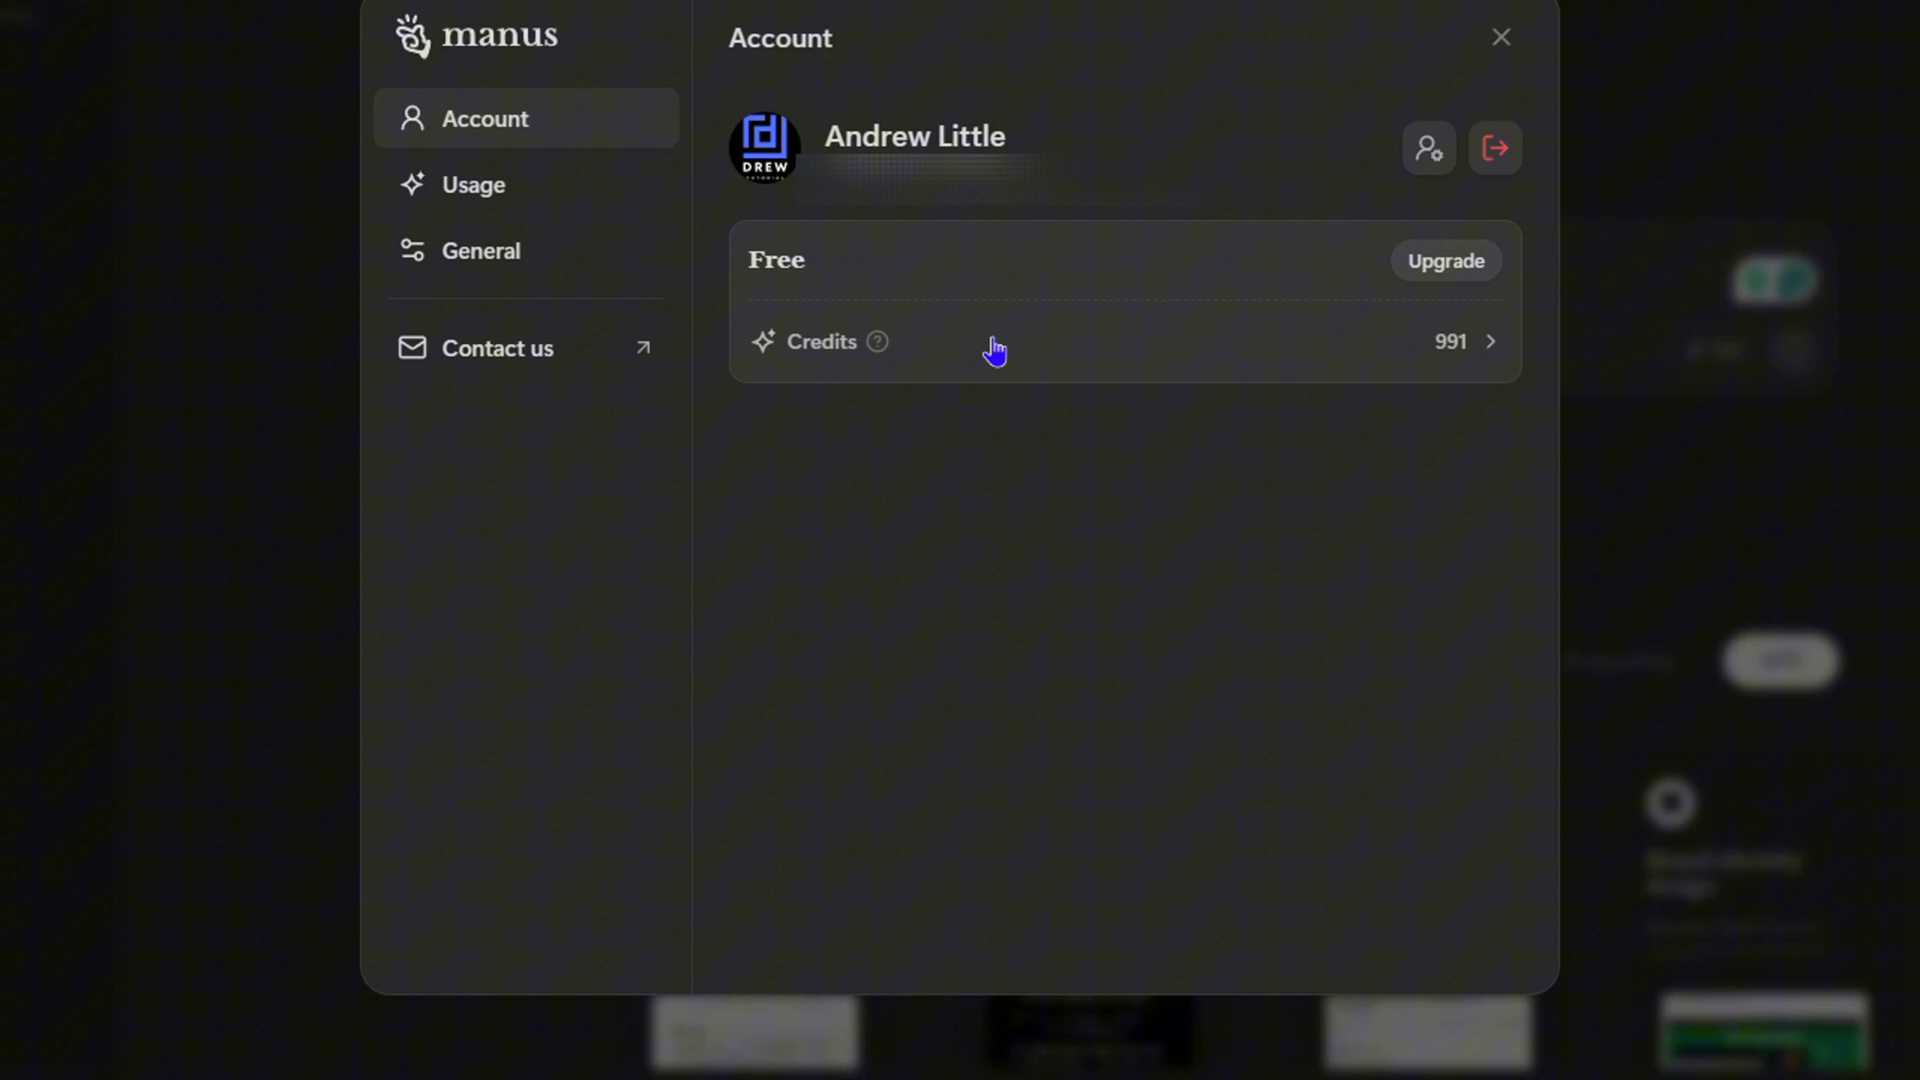 manus
Account
Usage
General
Contact us
Account
DREW
Andrew Little
Free
Upgrade
Credits
991